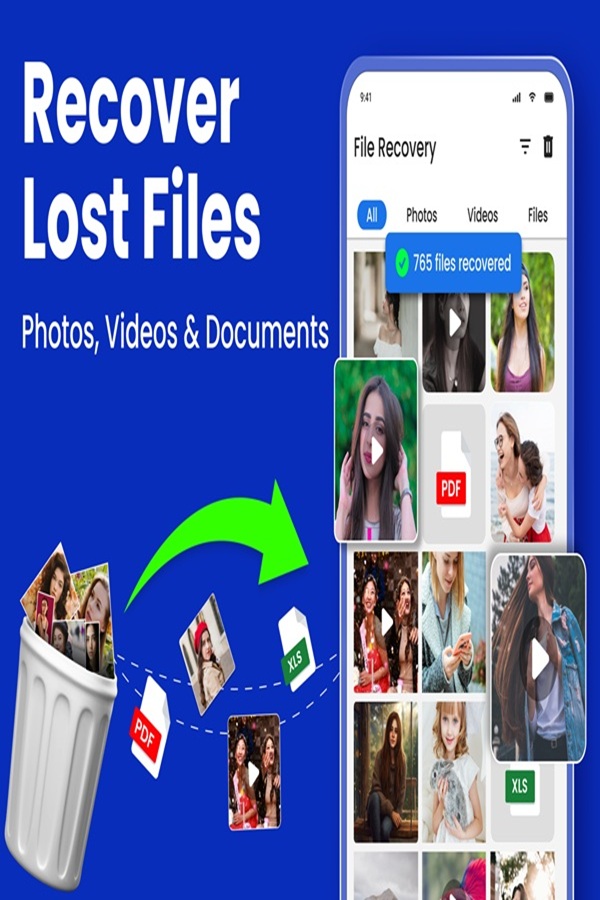 Recover
Lost Files
Photos, Videos & Documents
9:41
File Recovery
All Photos Videos Files
765 files recovered
PDF
XLS
PDF
XLS